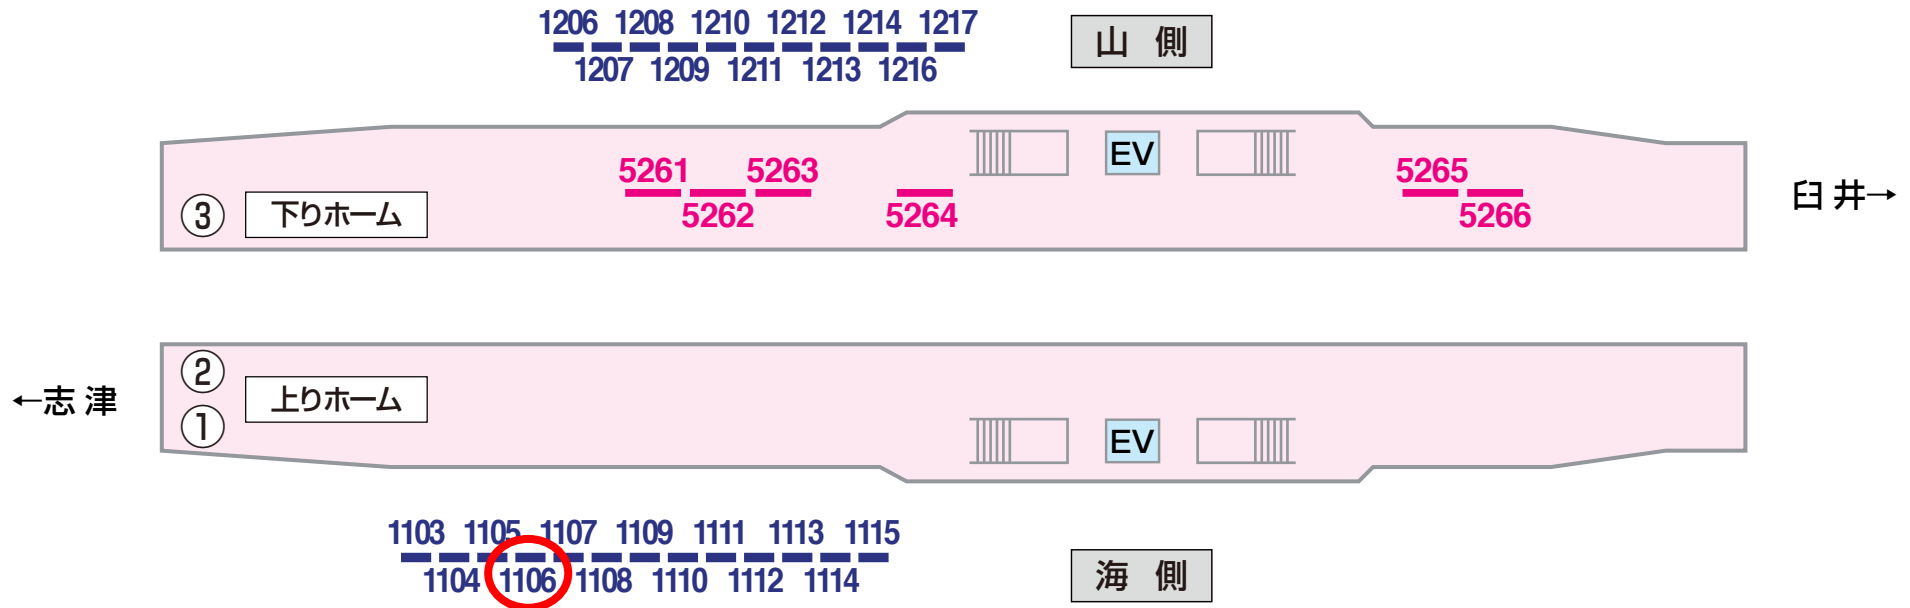 1206 1208 1210 1212 1214 1217
山 側
1207 1209 1211 1213 1216
EV
5261 5263 5265
③ 下りホーム
5262 5264 5266
臼 井→
② 
上りホーム
←志 津
①
EV
1103 1105 1107 1109 1111 1113 1115
1104 1106 1108 1110 1112 1114
海 側